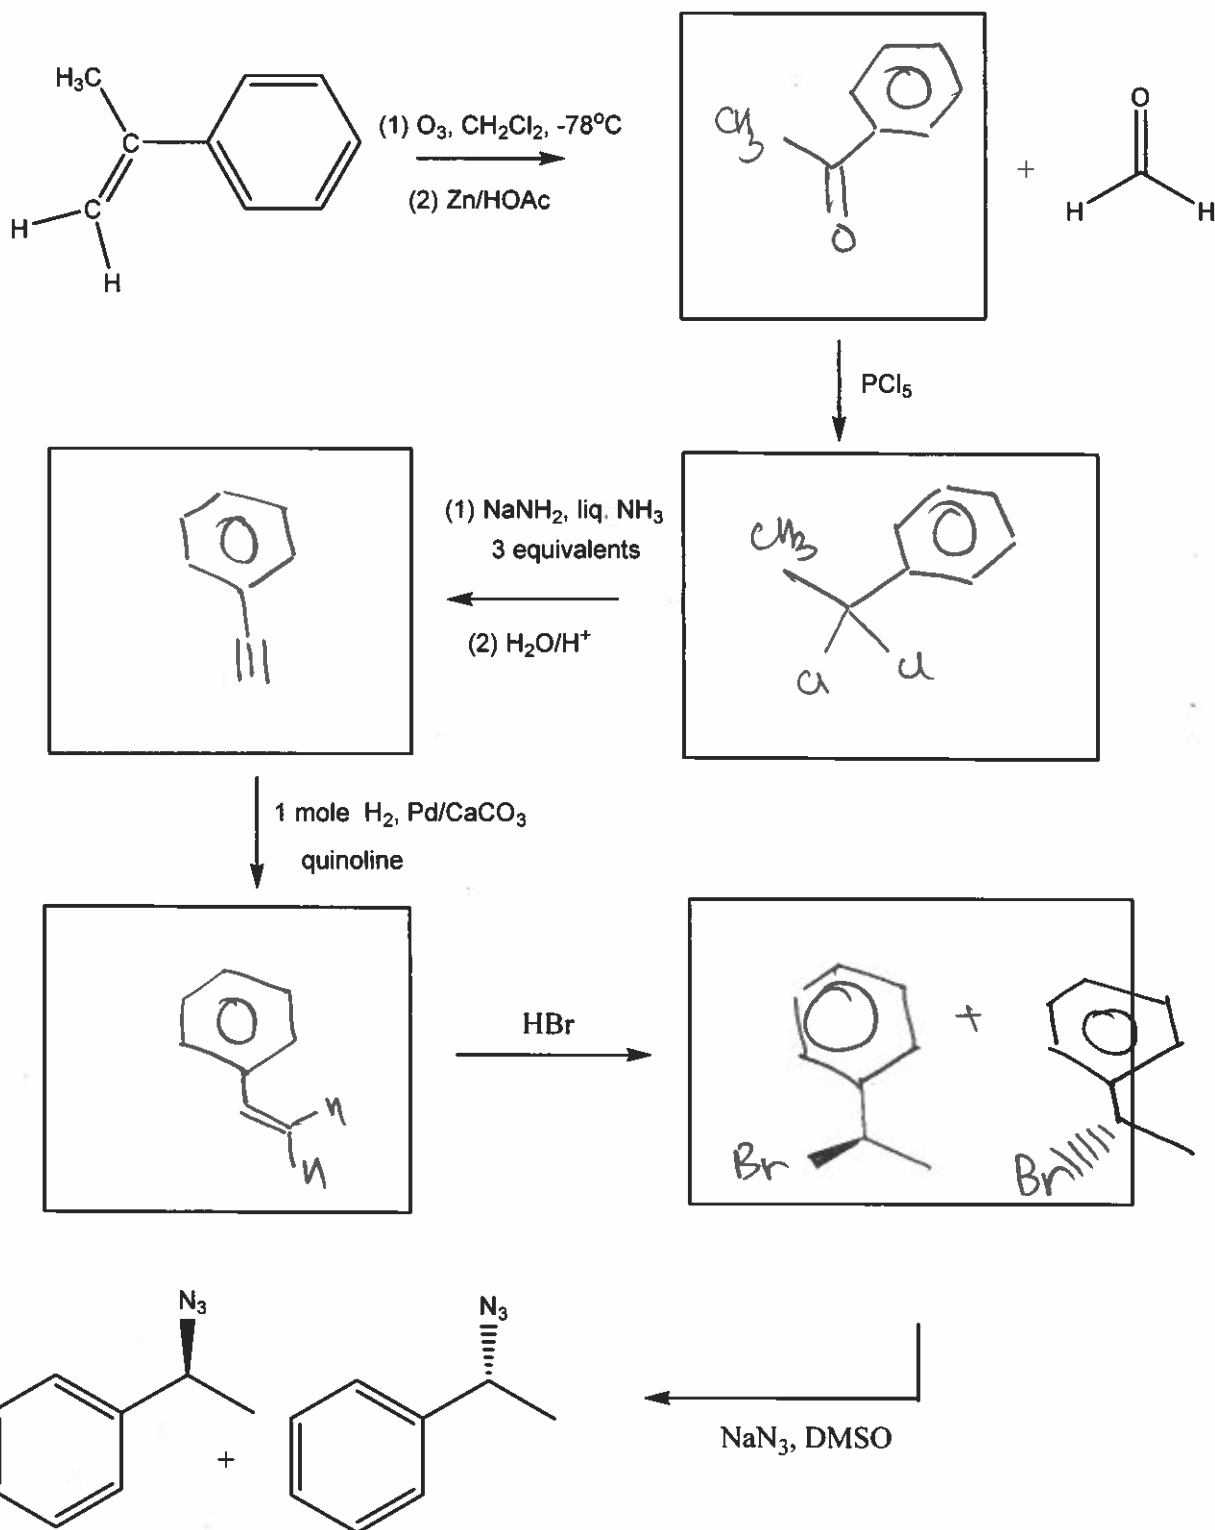 H₃C
C
C
H
H
(1) O₃, CH₂Cl₂, -78°C
(2) Zn/HOAc
CH₃
O
+
O
H
H
PCl₅
(1) NaNH₂, liq. NH₃
3 equivalents
(2) H₂O/H⁺
CH₃
Cl
Cl
1 mole H₂, Pd/CaCO₃
quinoline
H
H
HBr
+
Br
Br
N₃
N₃
+
NaN₃, DMSO